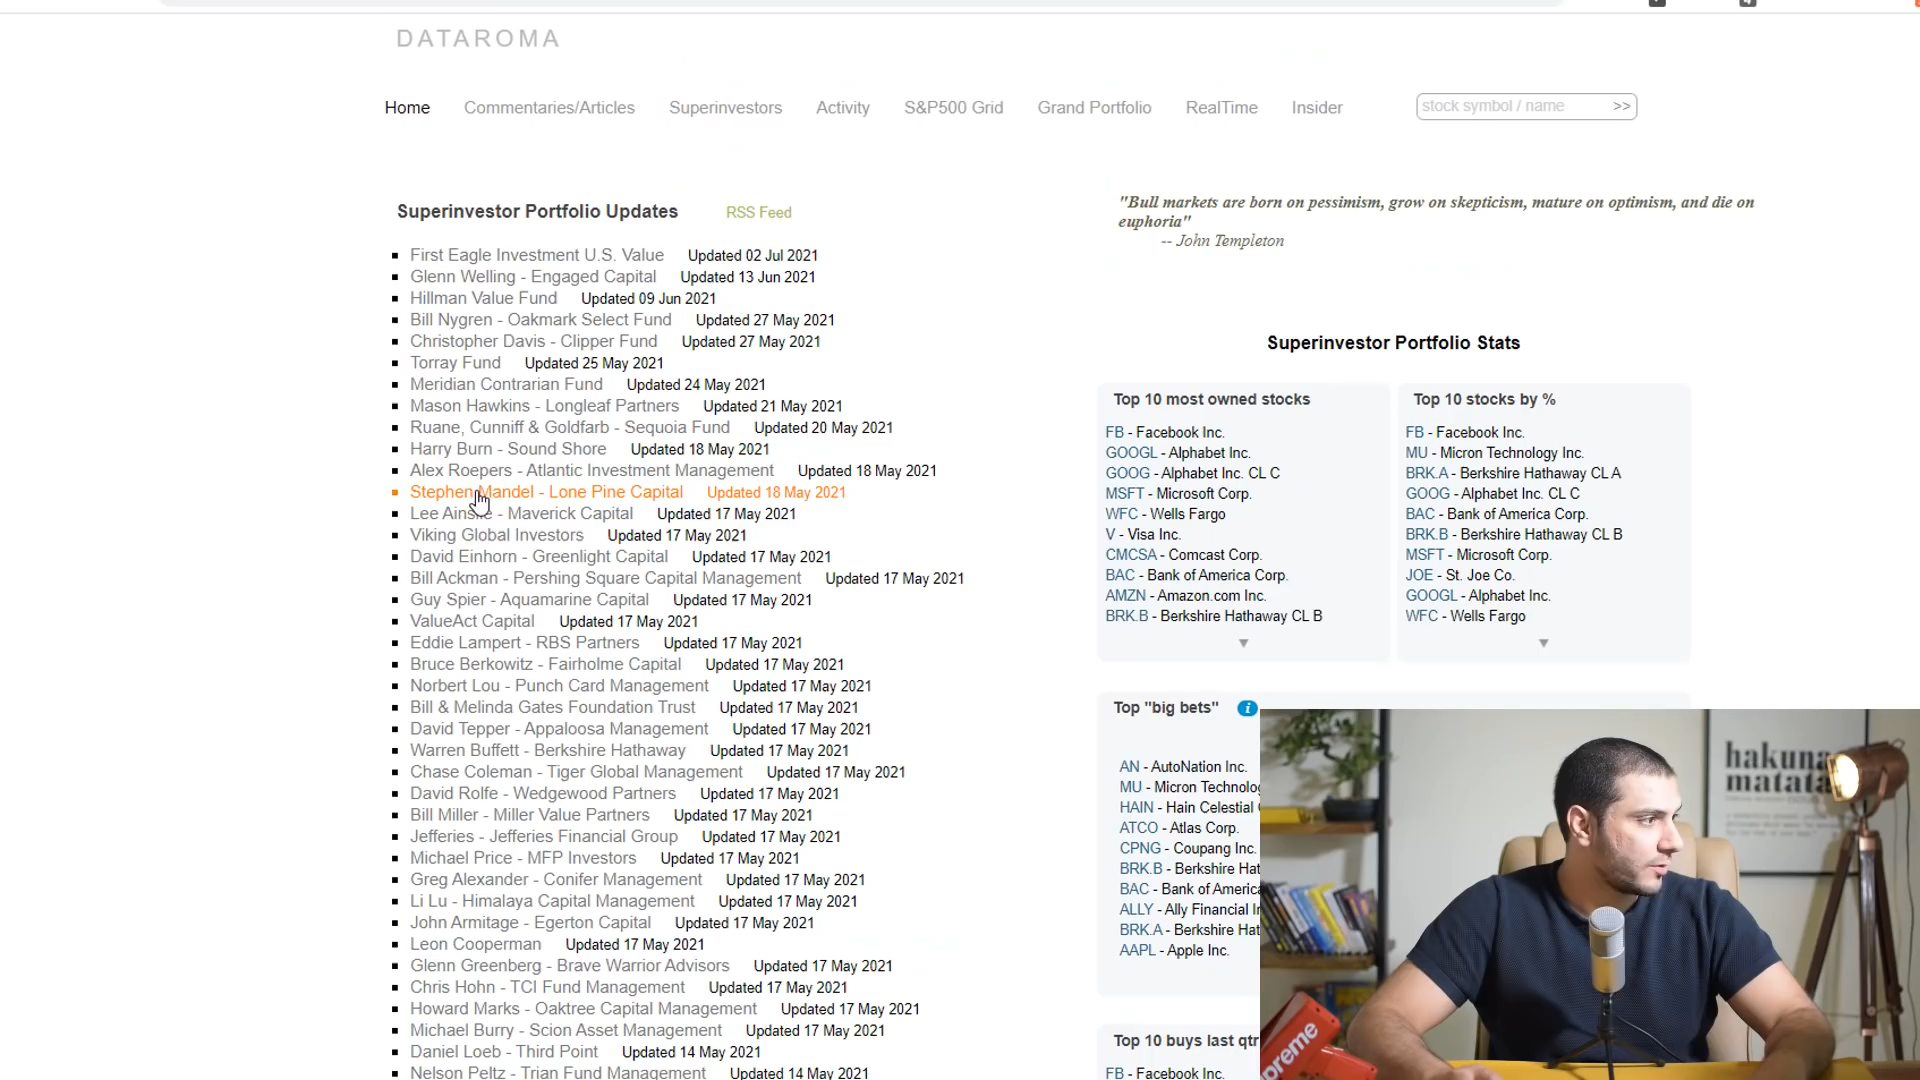 DATAROMA
Home Commentaries/Articles Superinvestors Activity S&P500 Grid Grand Portfolio RealTime Insider stock symbol / name >>
Superinvestor Portfolio Updates RSS Feed
First Eagle Investment U.S. Value Updated 02 Jul 2021
Glenn Welling - Engaged Capital Updated 13 Jun 2021
Hillman Value Fund Updated 09 Jun 2021
Bill Nygren - Oakmark Select Fund Updated 27 May 2021
Christopher Davis - Clipper Fund Updated 27 May 2021
Torray Fund Updated 25 May 2021
Meridian Contrarian Fund Updated 24 May 2021
Mason Hawkins - Longleaf Partners Updated 21 May 2021
Ruane, Cunniff & Goldfarb - Sequoia Fund Updated 20 May 2021
Harry Burn - Sound Shore Updated 18 May 2021
Alex Roepers - Atlantic Investment Management Updated 18 May 2021
Stephen Mandel - Lone Pine Capital Updated 18 May 2021
Lee Ainslie - Maverick Capital Updated 17 May 2021
Viking Global Investors Updated 17 May 2021
David Einhorn - Greenlight Capital Updated 17 May 2021
Bill Ackman - Pershing Square Capital Management Updated 17 May 2021
Guy Spier - Aquamarine Capital Updated 17 May 2021
ValueAct Capital Updated 17 May 2021
Eddie Lampert - RBS Partners Updated 17 May 2021
Bruce Berkowitz - Fairholme Capital Updated 17 May 2021
Norbert Lou - Punch Card Management Updated 17 May 2021
Bill & Melinda Gates Foundation Trust Updated 17 May 2021
David Tepper - Appaloosa Management Updated 17 May 2021
Warren Buffett - Berkshire Hathaway Updated 17 May 2021
Chase Coleman - Tiger Global Management Updated 17 May 2021
David Rolfe - Wedgewood Partners Updated 17 May 2021
Bill Miller - Miller Value Partners Updated 17 May 2021
Jefferies - Jefferies Financial Group Updated 17 May 2021
Michael Price - MFP Investors Updated 17 May 2021
Greg Alexander - Conifer Management Updated 17 May 2021
Li Lu - Himalaya Capital Management Updated 17 May 2021
John Armitage - Egerton Capital Updated 17 May 2021
Leon Cooperman Updated 17 May 2021
Glenn Greenberg - Brave Warrior Advisors Updated 17 May 2021
Chris Hohn - TCI Fund Management Updated 17 May 2021
Howard Marks - Oaktree Capital Management Updated 17 May 2021
Michael Burry - Scion Asset Management Updated 17 May 2021
Daniel Loeb - Third Point Updated 14 May 2021
Nelson Peltz - Trian Fund Management Updated 14 May 2021
"Bull markets are born on pessimism, grow on skepticism, mature on optimism, and die on
euphoria"
-- John Templeton
Superinvestor Portfolio Stats
Top 10 most owned stocks
FB - Facebook Inc.
GOOGL - Alphabet Inc.
GOOG - Alphabet Inc. CL C
MSFT - Microsoft Corp.
WFC - Wells Fargo
V - Visa Inc.
CMCSA - Comcast Corp.
BAC - Bank of America Corp.
AMZN - Amazon.com Inc.
BRK.B - Berkshire Hathaway CL B
Top 10 stocks by %
FB - Facebook Inc.
MU - Micron Technology Inc.
BRK.A - Berkshire Hathaway CL A
GOOG - Alphabet Inc. CL C
BAC - Bank of America Corp.
BRK.B - Berkshire Hathaway CL B
MSFT - Microsoft Corp.
JOE - St. Joe Co.
GOOGL - Alphabet Inc.
WFC - Wells Fargo
Top "big bets" i
AN - AutoNation Inc.
MU - Micron Technolo
HAIN - Hain Celestial
ATCO - Atlas Corp.
CPNG - Coupang Inc.
BRK.B - Berkshire Hat
BAC - Bank of America
ALLY - Ally Financial In
BRK.A - Berkshire Hat
AAPL - Apple Inc.
Top 10 buys last qtr
FB - Facebook Inc.
hakuna
matata
preme